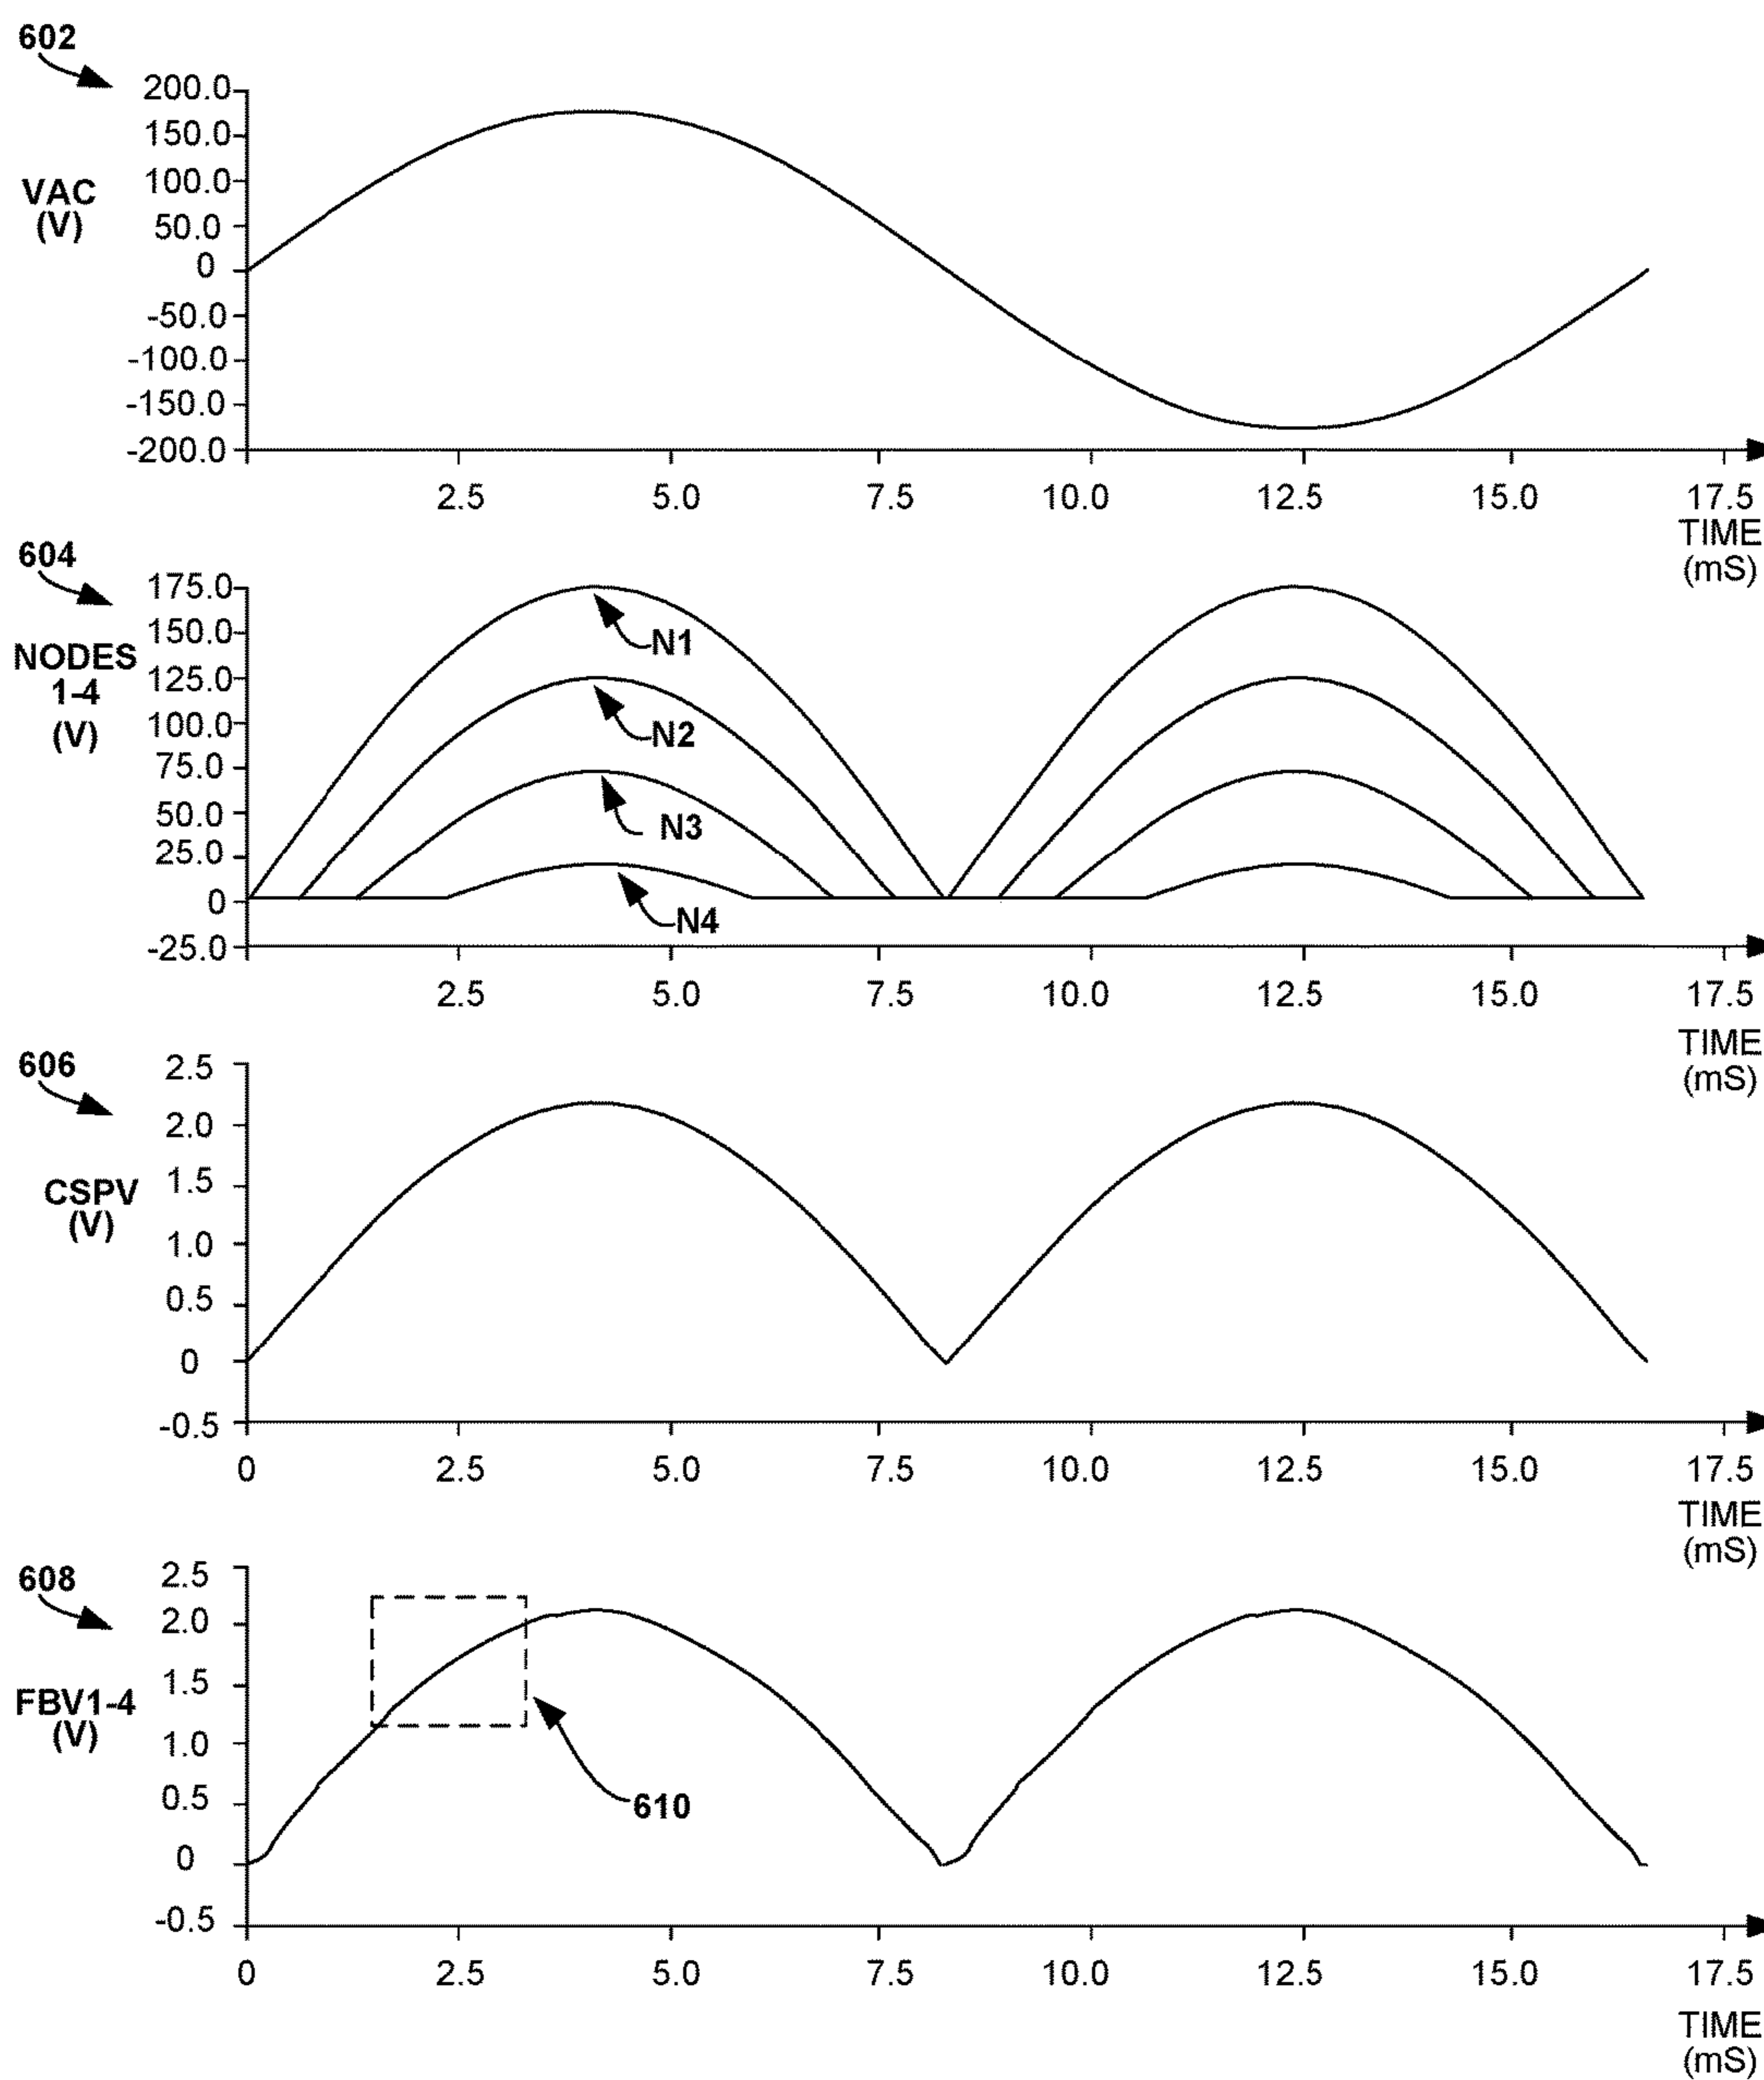 602
200.0
150.0
100.0
50.0
0
-50.0
-100.0
-150.0
-200.0
VAC
(V)
2.5 5.0 7.5 10.0 12.5 15.0 17.5
TIME
(mS)
604
175.0
150.0
125.0
100.0
75.0
50.0
25.0
0
-25.0
NODES
1-4
(V)
N1
N2
N3
N4
2.5 5.0 7.5 10.0 12.5 15.0 17.5
TIME
(mS)
606
2.5
2.0
1.5
1.0
0.5
0
-0.5
CSPV
(V)
0 2.5 5.0 7.5 10.0 12.5 15.0 17.5
TIME
(mS)
608
2.5
2.0
1.5
1.0
0.5
0
-0.5
FBV1-4
(V)
610
0 2.5 5.0 7.5 10.0 12.5 15.0 17.5
TIME
(mS)